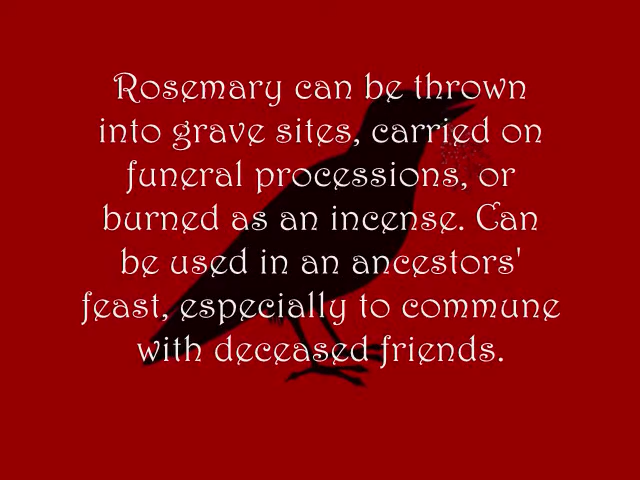 Rosemary can be thrown
into grave sites, carried on
funeral processions, or
burned as an incense. Can
be used in an ancestors'
feast, especially to commune
with deceased friends.